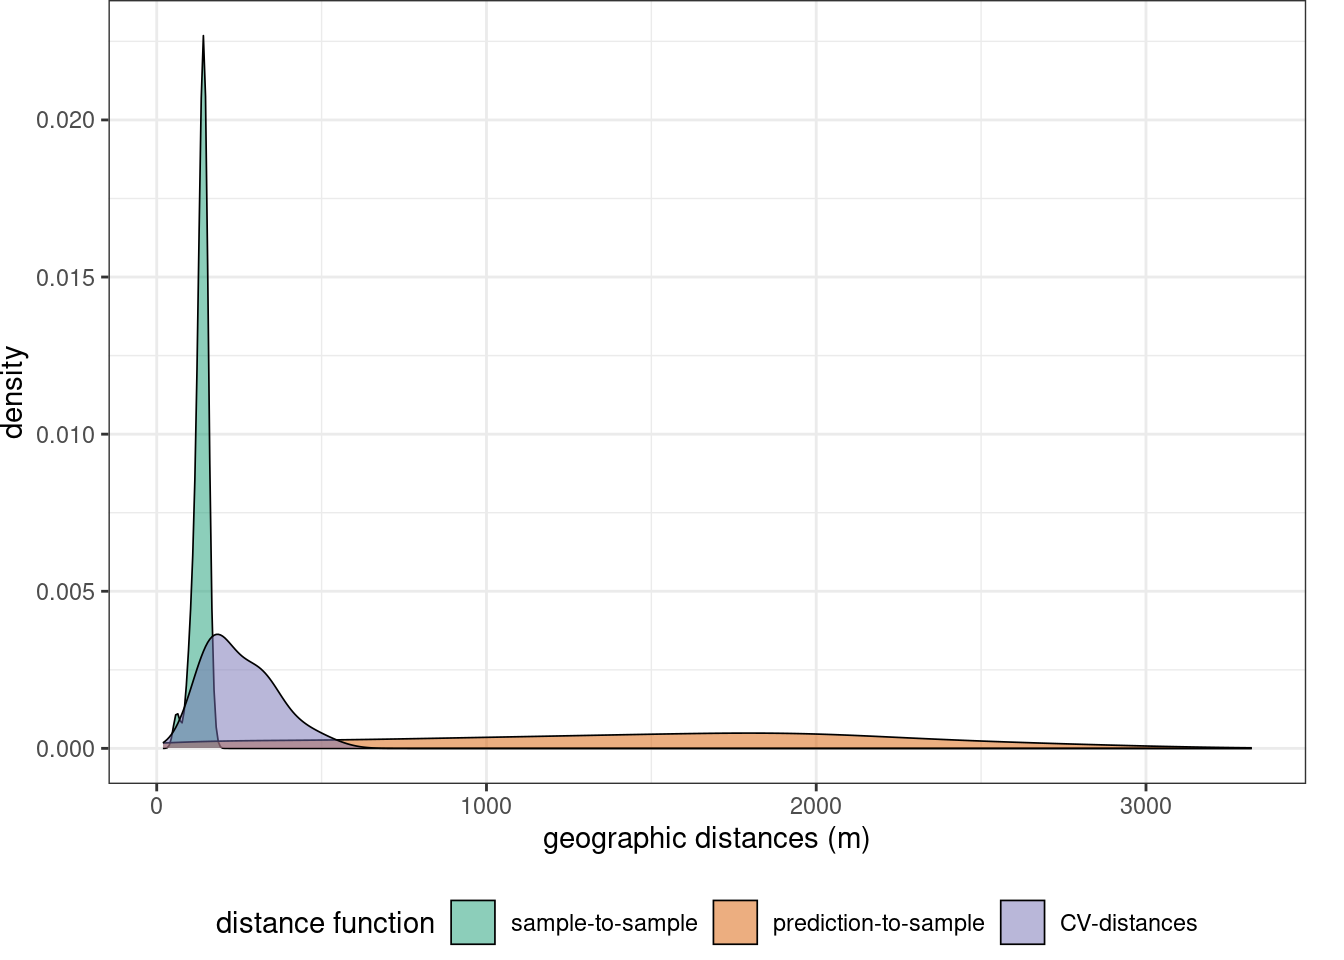 0.020
0.015
0.010
0.005
0.000
density
0 1000 2000 3000
geographic distances (m)
distance function sample-to-sample prediction-to-sample CV-distances